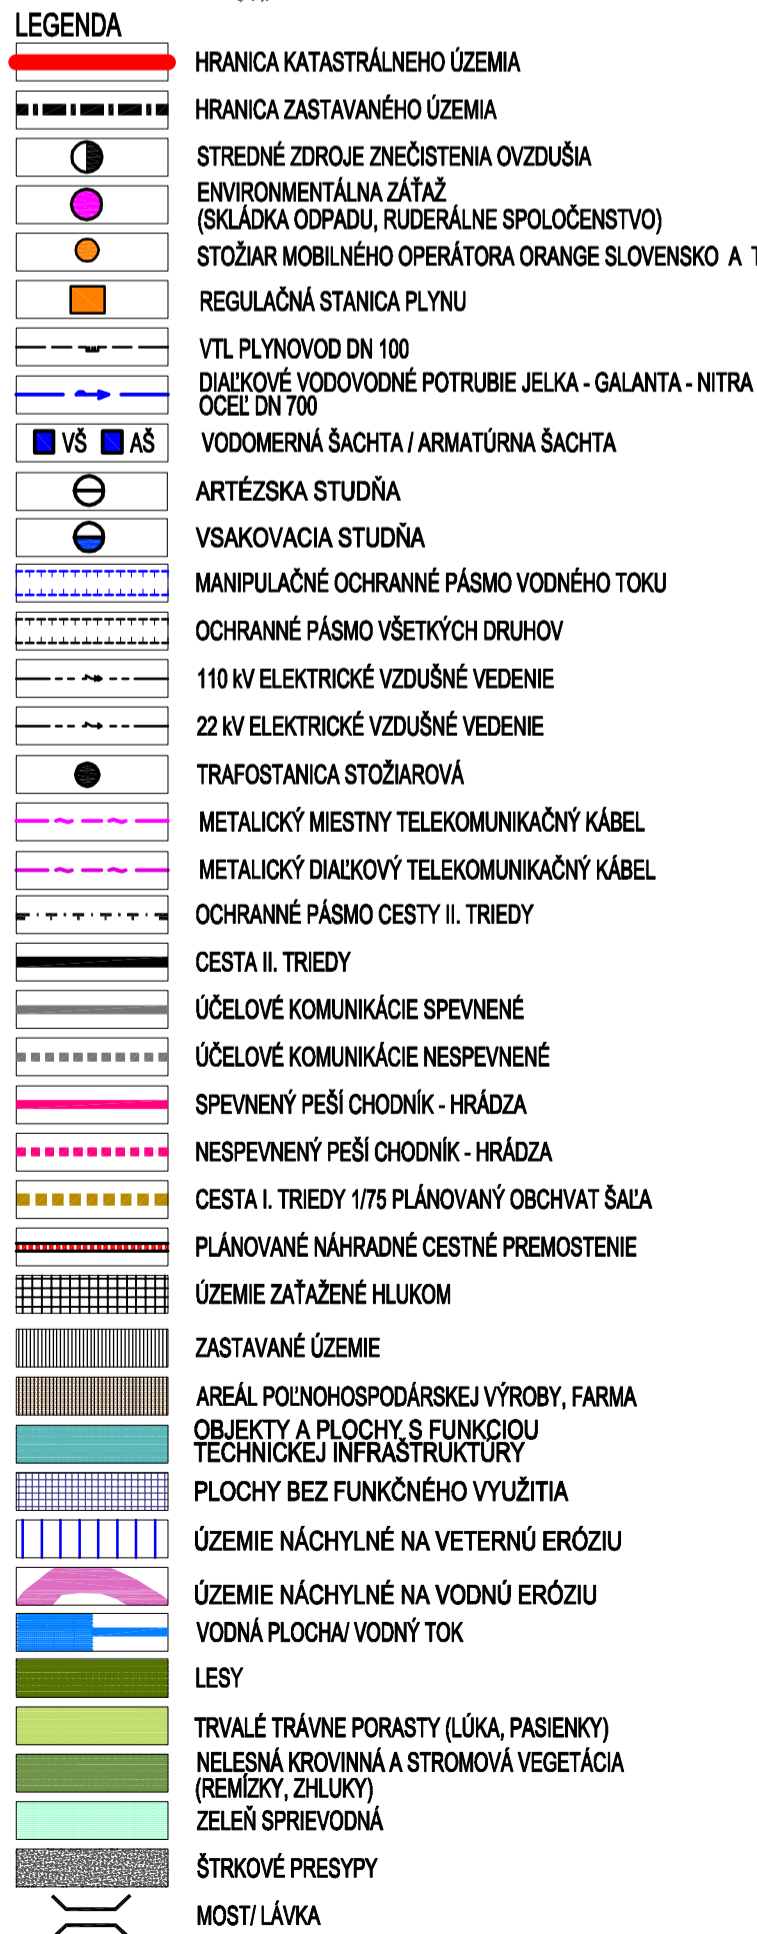 LEGENDA
HRANICA KATASTRÁLNEHO ÚZEMIA
HRANICA ZASTAVANÉHO ÚZEMIA
STREDNÉ ZDROJE ZNEČISTENIA OVZDUŠIA
ENVIRONMENTÁLNA ZÁŤAŽ
(SKLÁDKA ODPADU, RUDERÁLNE SPOLOČENSTVO)
STOŽIAR MOBILNÉHO OPERÁTORA ORANGE SLOVENSKO A
REGULAČNÁ STANICA PLYNU
VTL PLYNOVOD DN 100
DIAĽKOVÉ VODOVODNÉ POTRUBIE JELKA - GALANTA - NITRA
OCEĽ DN 700
VŠ AŠ VODOMERNÁ ŠACHTA / ARMATÚRNA ŠACHTA
ARTÉZSKA STUDŇA
VSAKOVACIA STUDŇA
MANIPULAČNÉ OCHRANNÉ PÁSMO VODNÉHO TOKU
OCHRANNÉ PÁSMO VŠETKÝCH DRUHOV
110 kV ELEKTRICKÉ VZDUŠNÉ VEDENIE
22 kV ELEKTRICKÉ VZDUŠNÉ VEDENIE
TRAFOSTANICA STOŽIAROVÁ
METALICKÝ MIESTNY TELEKOMUNIKAČNÝ KÁBEL
METALICKÝ DIAĽKOVÝ TELEKOMUNIKAČNÝ KÁBEL
OCHRANNÉ PÁSMO CESTY II. TRIEDY
CESTA II. TRIEDY
ÚČELOVÉ KOMUNIKÁCIE SPEVNENÉ
ÚČELOVÉ KOMUNIKÁCIE NESPEVNENÉ
SPEVNENÝ PEŠÍ CHODNÍK - HRÁDZA
NESPEVNENÝ PEŠÍ CHODNÍK - HRÁDZA
CESTA I. TRIEDY 1/75 PLÁNOVANÝ OBCHVAT ŠAĽA
PLÁNOVANÉ NÁHRADNÉ CESTNÉ PREMOSTENIE
ÚZEMIE ZAŤAŽENÉ HLUKOM
ZASTAVANÉ ÚZEMIE
AREÁL POĽNOHOSPODÁRSKEJ VÝROBY, FARMA
OBJEKTY A PLOCHY S FUNKCIOU
TECHNICKEJ INFRAŠTRUKTÚRY
PLOCHY BEZ FUNKČNÉHO VYUŽITIA
ÚZEMIE NÁCHYLNÉ NA VETERNÚ ERÓZIU
ÚZEMIE NÁCHYLNÉ NA VODNÚ ERÓZIU
VODNÁ PLOCHA/ VODNÝ TOK
LESY
TRVALÉ TRÁVNE PORASTY (LÚKA, PASIENKY)
NELESNÁ KROVINNÁ A STROMOVÁ VEGETÁCIA
(REMÍZKY, ZHLUKY)
ZELEŇ SPRIEVODNÁ
ŠTRKOVÉ PRESYPY
MOST/ LÁVKA